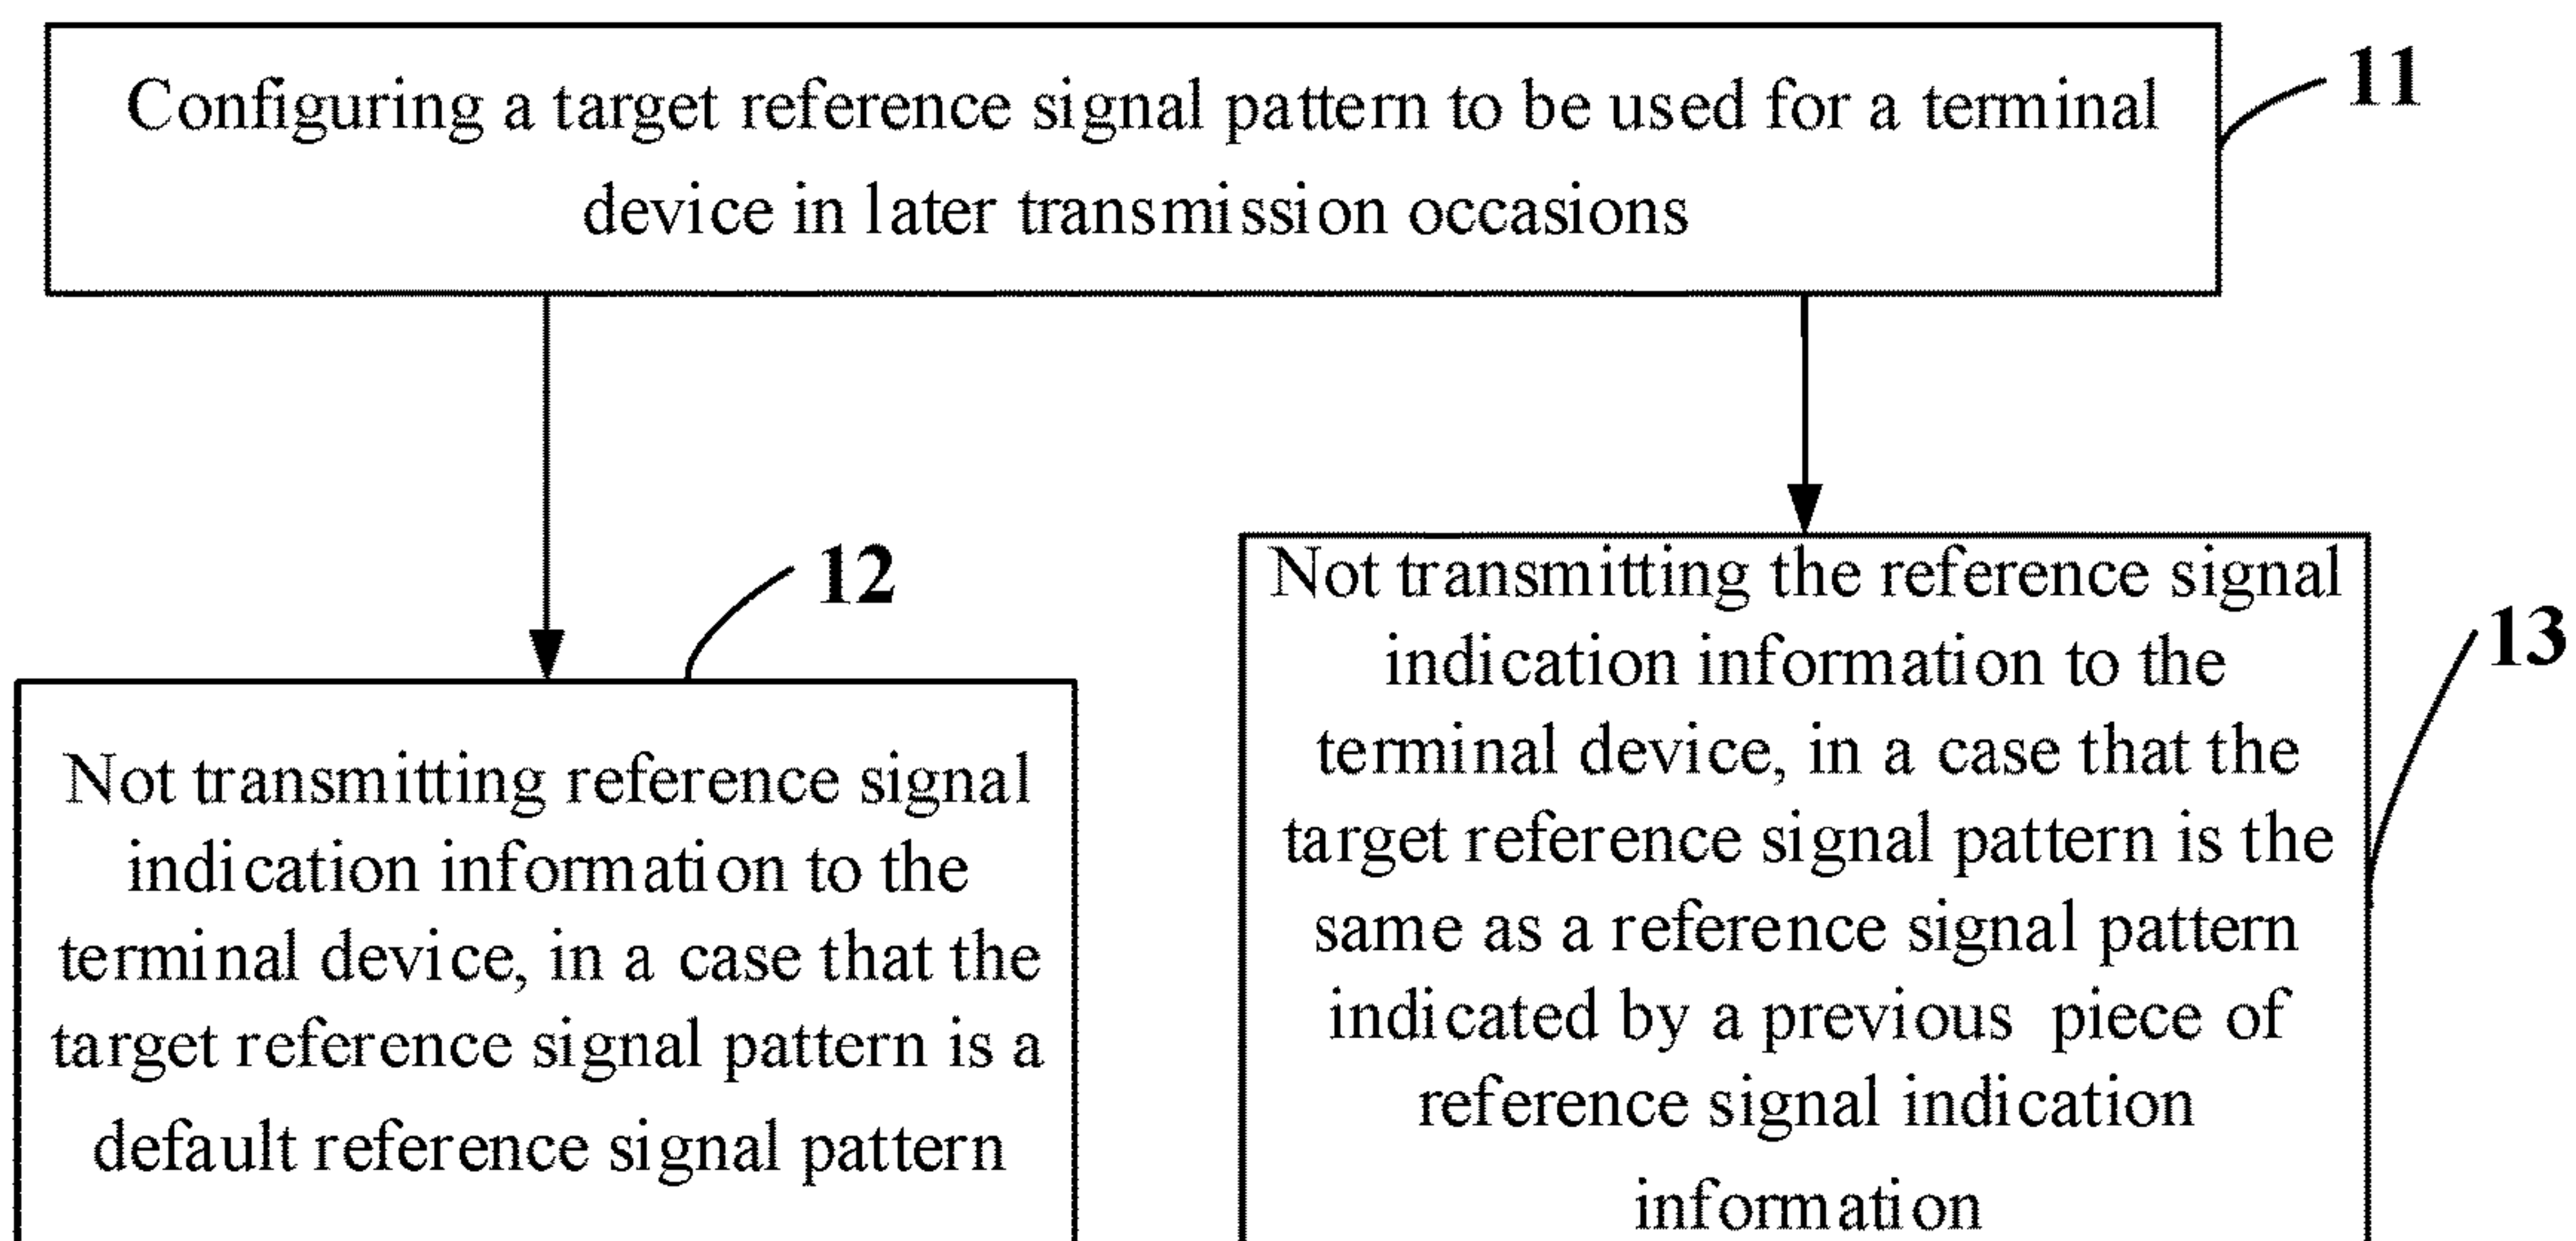 Configuring a target reference signal pattern to be used for a terminal
device in later transmission occasions
11
12
Not transmitting reference signal
indication information to the
terminal device, in a case that the
target reference signal pattern is a
default reference signal pattern
Not transmitting the reference signal
indication information to the
terminal device, in a case that the
target reference signal pattern is the
same as a reference signal pattern
indicated by a previous piece of
reference signal indication
information
13